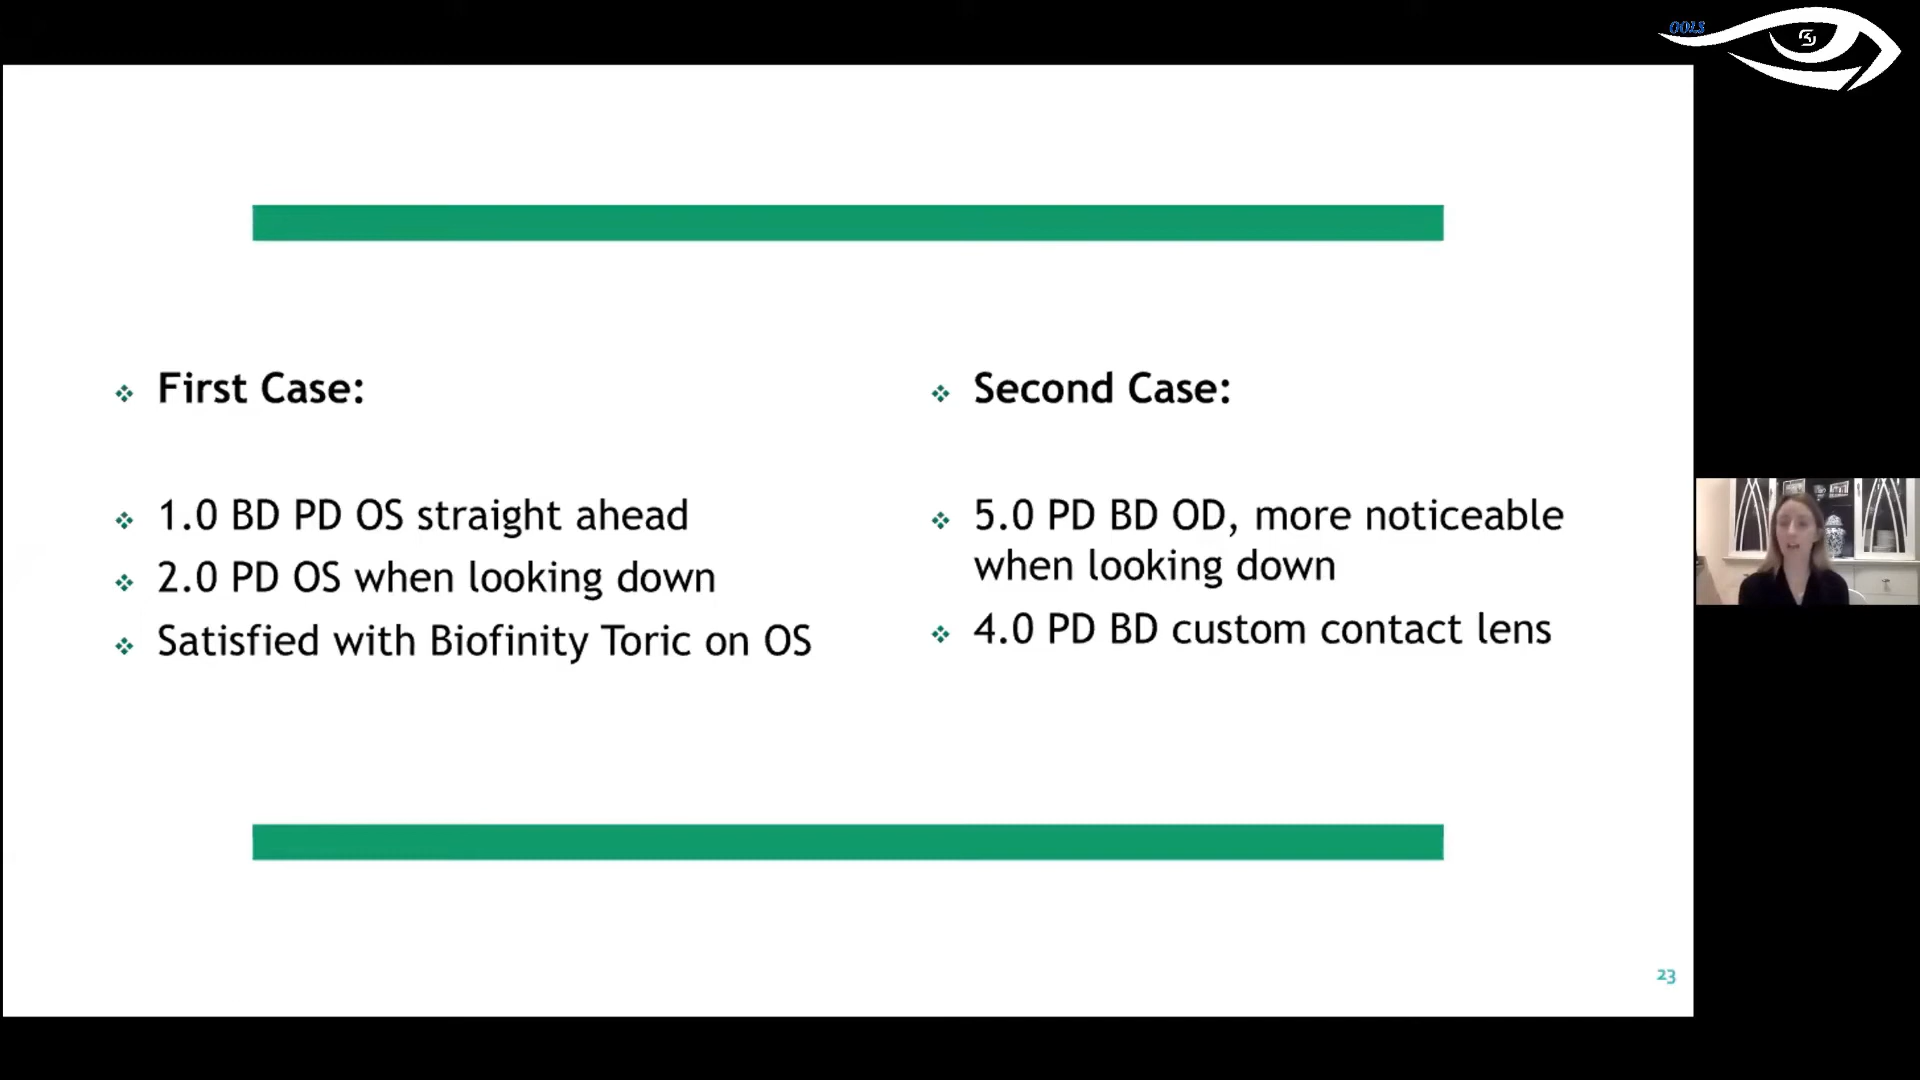 OOLS
First Case:
1.0 BD PD OS straight ahead
2.0 PD OS when looking down
Satisfied with Biofinity Toric on OS
Second Case:
5.0 PD BD OD, more noticeable
when looking down
4.0 PD BD custom contact lens
23